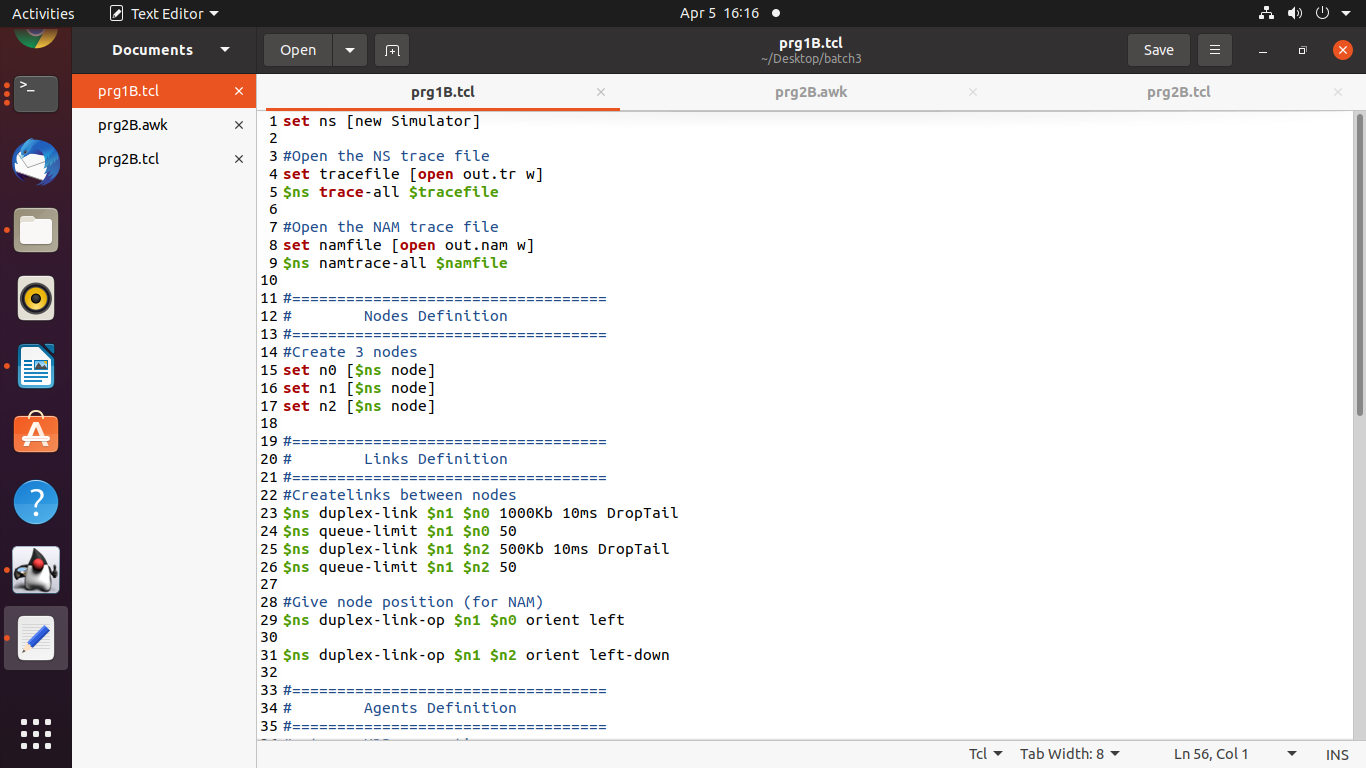 Activities Text Editor Apr 5 16:16
Documents Open prg1B.tcl Save
~/Desktop/batch3
prg1B.tcl
prg2B.awk
prg2B.tcl
prg1B.tcl prg2B.awk prg2B.tcl
1 set ns [new Simulator]
2
3 #Open the NS trace file
4 set tracefile [open out.tr w]
5 $ns trace-all $tracefile
6
7 #Open the NAM trace file
8 set namfile [open out.nam w]
9 $ns namtrace-all $namfile
10
11 #===================================
12 #        Nodes Definition
13 #===================================
14 #Create 3 nodes
15 set n0 [$ns node]
16 set n1 [$ns node]
17 set n2 [$ns node]
18
19 #===================================
20 #        Links Definition
21 #===================================
22 #Createlinks between nodes
23 $ns duplex-link $n1 $n0 1000Kb 10ms DropTail
24 $ns queue-limit $n1 $n0 50
25 $ns duplex-link $n1 $n2 500Kb 10ms DropTail
26 $ns queue-limit $n1 $n2 50
27
28 #Give node position (for NAM)
29 $ns duplex-link-op $n1 $n0 orient left
30
31 $ns duplex-link-op $n1 $n2 orient left-down
32
33 #===================================
34 #        Agents Definition
35 #===================================
Tcl Tab Width: 8 Ln 56, Col 1 INS